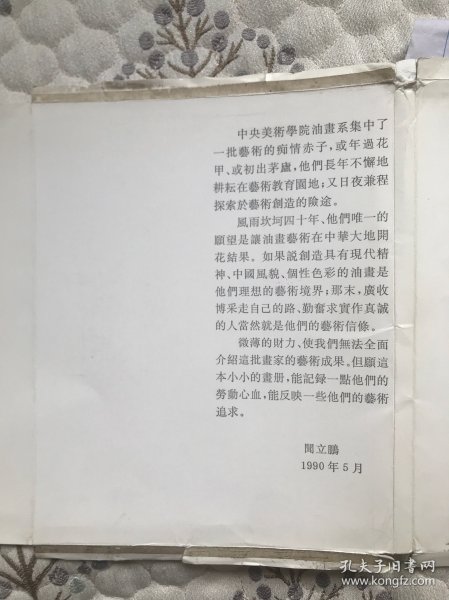 中央美術學院油畫系集中了
一批藝術的痴情赤子，或年過花
甲、或初出茅廬，他們長年不懈地
耕耘在藝術教育園地；又日夜兼程
探索於藝術創造的險途。
風雨坎坷四十年、他們唯一的
願望是讓油畫藝術在中華大地開
花結果。如果説創造具有現代精
神、中國風貌、個性色彩的油畫是
他們理想的藝術境界；那末，廣收
博采走自己的路、勤奮求實作真誠
的人當然就是他們的藝術信條。
微薄的財力、使我們無法全面
介紹這批畫家的藝術成果。但願這
本小小的畫册，能記録一點他們的
勞動心血，能反映一些他們的藝術
追求。
聞立鵬
1990年5月
孔夫子旧書网
www.kongfz.com